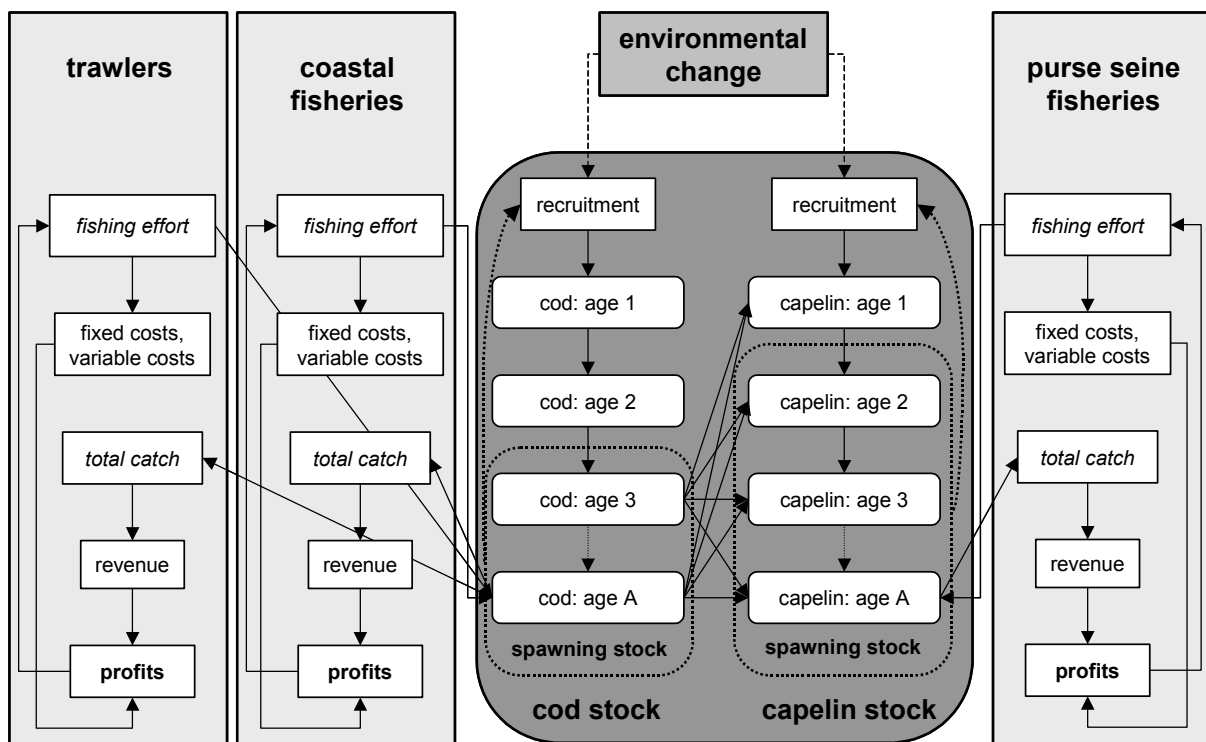 trawlers
fishing effort
fixed costs,
variable costs
total catch
revenue
profits
coastal
fisheries
fishing effort
fixed costs,
variable costs
total catch
revenue
profits
environmental
change
recruitment
cod: age 1
cod: age 2
cod: age 3
cod: age A
spawning stock
cod stock
recruitment
capelin: age 1
capelin: age 2
capelin: age 3
capelin: age A
spawning stock
capelin stock
purse seine
fisheries
fishing effort
fixed costs,
variable costs
total catch
revenue
profits